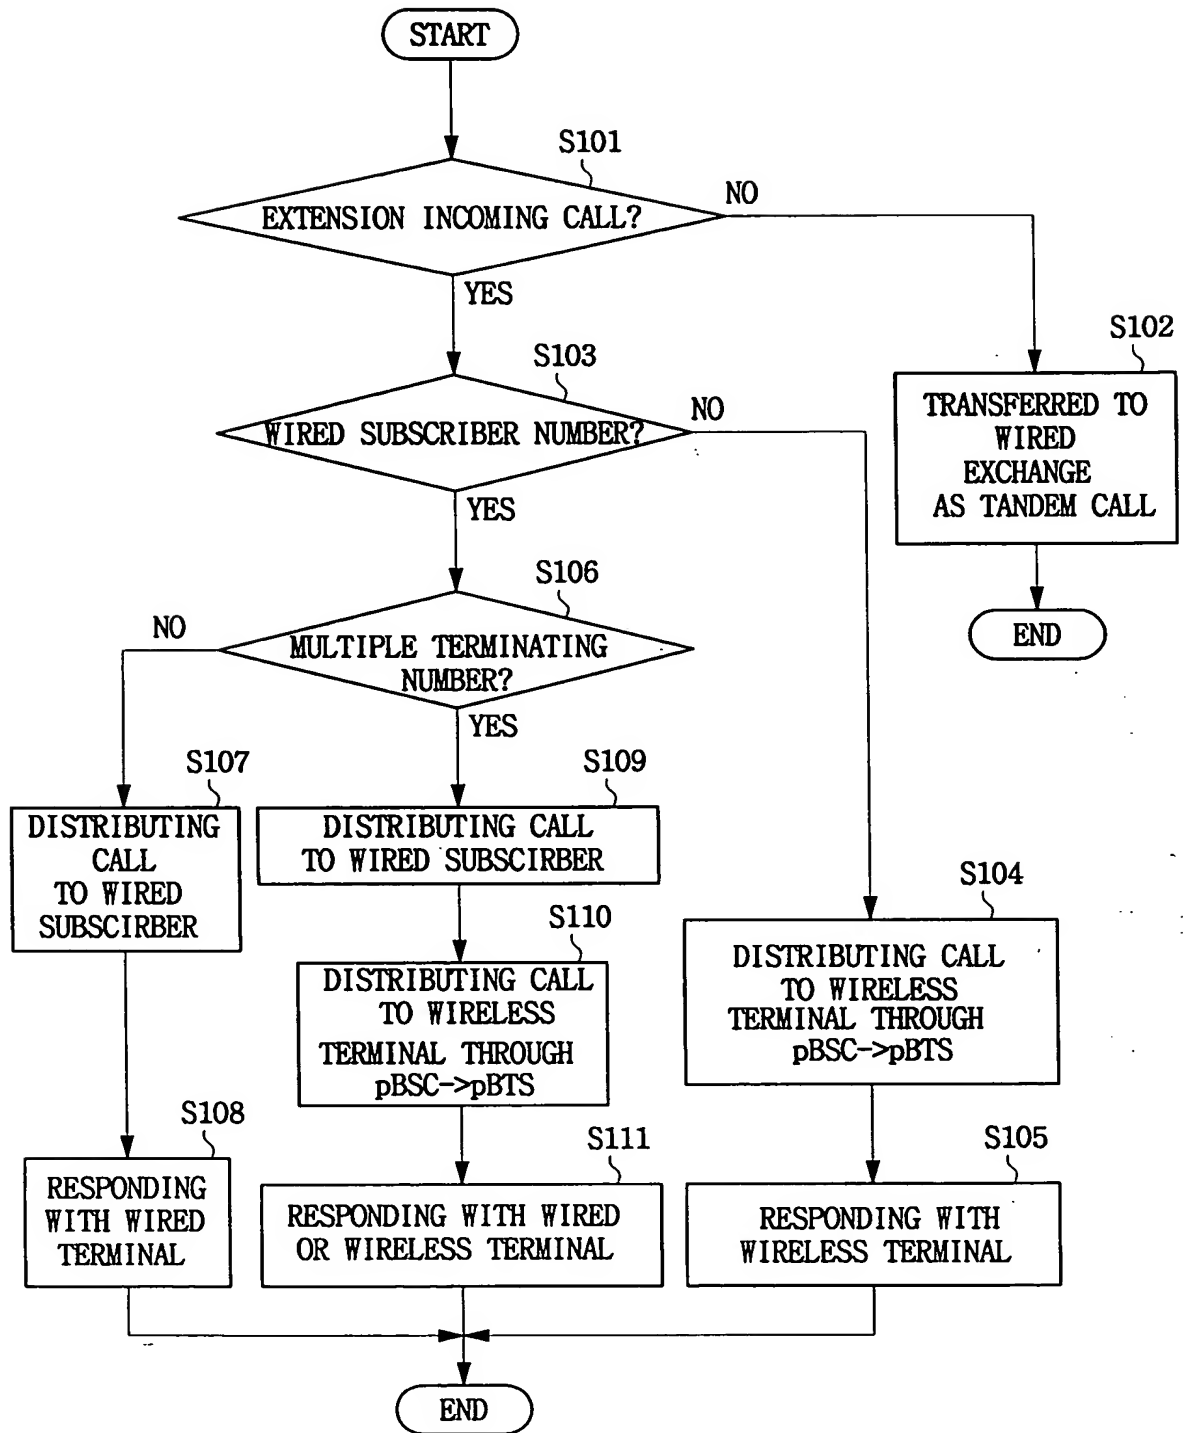 START
S101
EXTENSION INCOMING CALL?
NO
YES
S102
TRANSFERRED TO
WIRED
EXCHANGE
AS TANDEM CALL
END
S103
WIRED SUBSCRIBER NUMBER?
NO
YES
S106
MULTIPLE TERMINATING
NUMBER?
NO
YES
S107
DISTRIBUTING
CALL
TO WIRED
SUBSCIRBER
S109
DISTRIBUTING CALL
TO WIRED SUBSCIRBER
S110
DISTRIBUTING CALL
TO WIRELESS
TERMINAL THROUGH
pBSC->pBTS
S104
DISTRIBUTING CALL
TO WIRELESS
TERMINAL THROUGH
pBSC->pBTS
S108
RESPONDING
WITH WIRED
TERMINAL
S111
RESPONDING WITH WIRED
OR WIRELESS TERMINAL
S105
RESPONDING WITH
WIRELESS TERMINAL
END